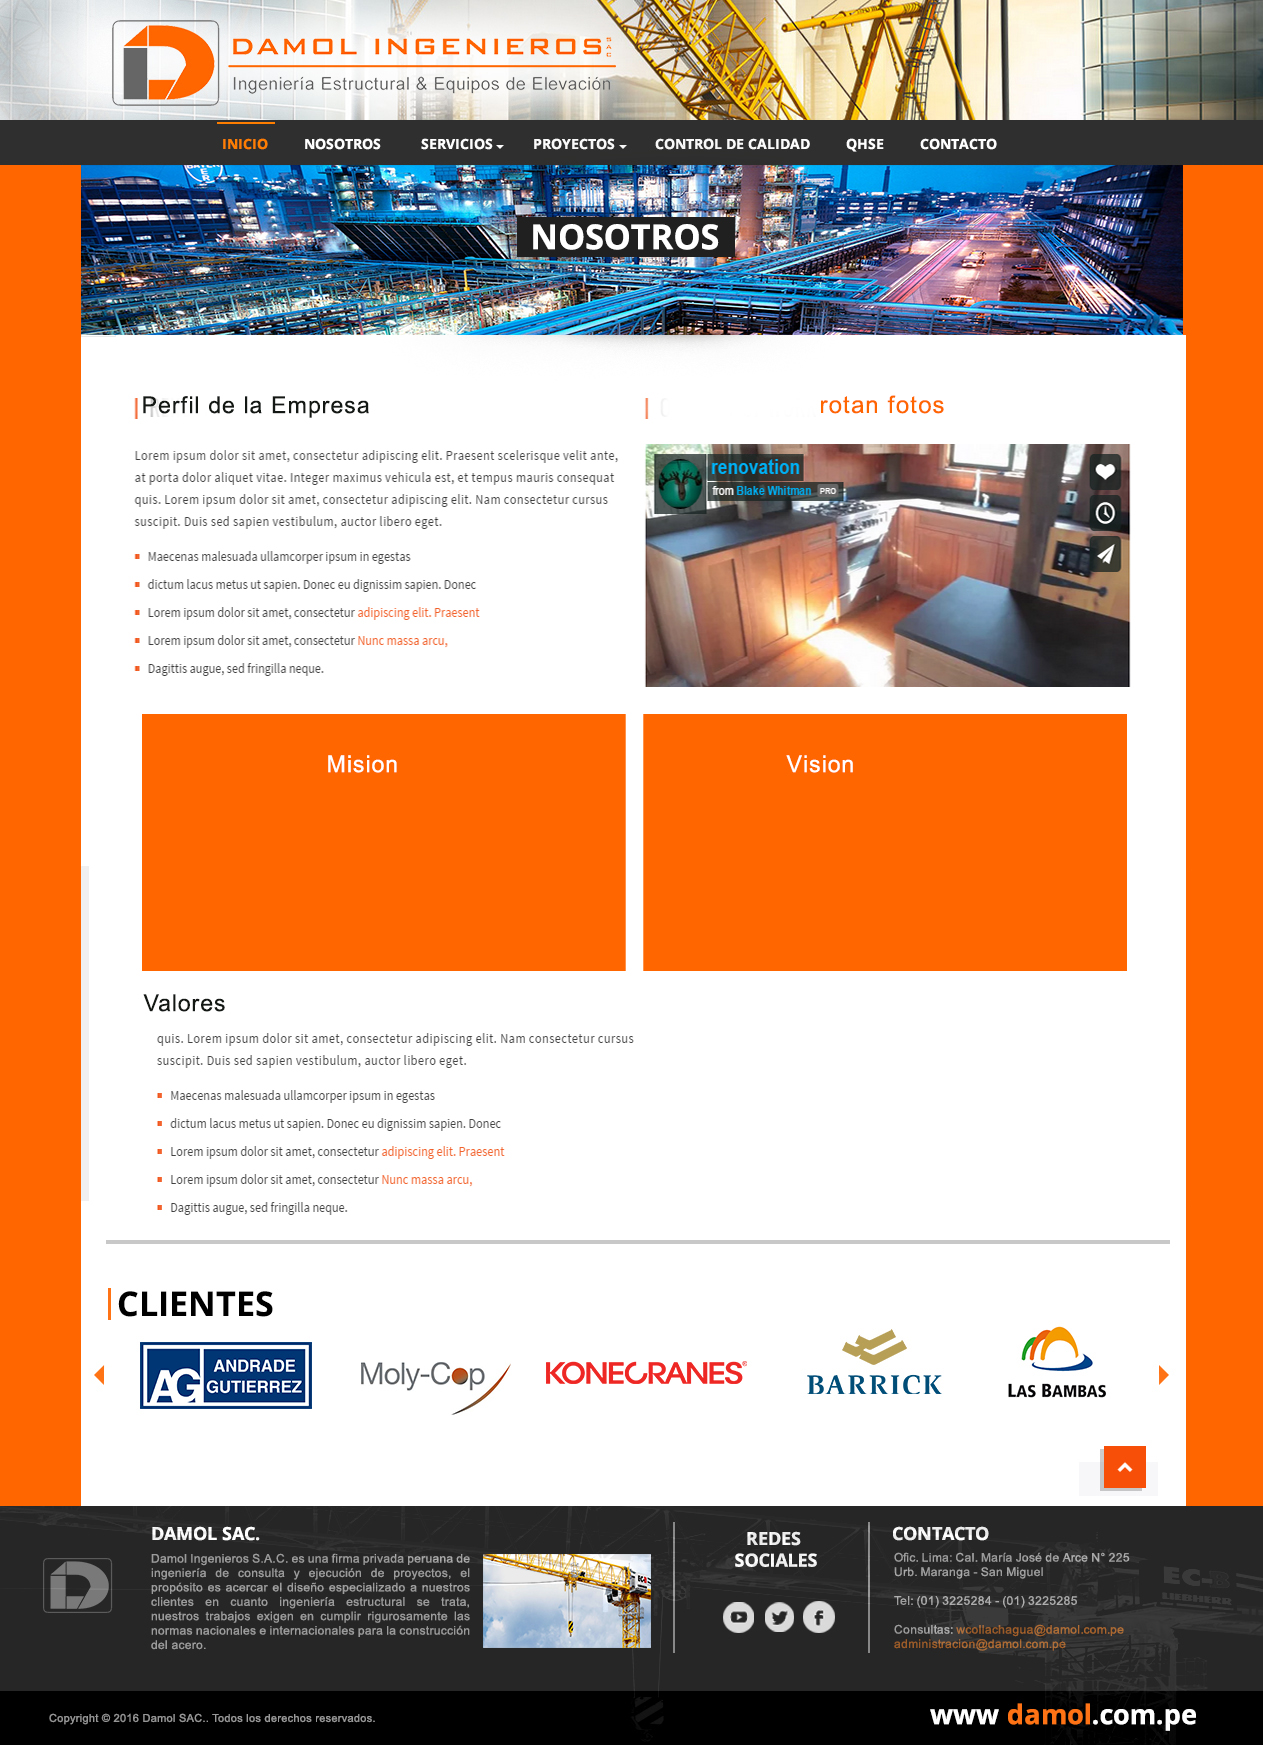 DAMOL INGENIEROS SAC
Ingeniería Estructural & Equipos de Elevación
INICIO NOSOTROS SERVICIOS PROYECTOS CONTROL DE CALIDAD QHSE CONTACTO
NOSOTROS
Perfil de la Empresa
Lorem ipsum dolor sit amet, consectetur adipiscing elit. Praesent scelerisque velit ante,
at porta dolor aliquet vitae. Integer maximus vehicula est, et tempus mauris consequat
quis. Lorem ipsum dolor sit amet, consectetur adipiscing elit. Nam consectetur cursus
suscipit. Duis sed sapien vestibulum, auctor libero eget.
Maecenas malesuada ullamcorper ipsum in egestas
dictum lacus metus ut sapien. Donec eu dignissim sapien. Donec
Lorem ipsum dolor sit amet, consectetur adipiscing elit. Praesent
Lorem ipsum dolor sit amet, consectetur Nunc massa arcu,
Dagittis augue, sed fringilla neque.
rotan fotos
renovation
from Blake Whitman PRO
Mision
Vision
Valores
quis. Lorem ipsum dolor sit amet, consectetur adipiscing elit. Nam consectetur cursus
suscipit. Duis sed sapien vestibulum, auctor libero eget.
Maecenas malesuada ullamcorper ipsum in egestas
dictum lacus metus ut sapien. Donec eu dignissim sapien. Donec
Lorem ipsum dolor sit amet, consectetur adipiscing elit. Praesent
Lorem ipsum dolor sit amet, consectetur Nunc massa arcu,
Dagittis augue, sed fringilla neque.
CLIENTES
AG ANDRADE
GUTIERREZ
Moly-Cop
KONECRANES®
BARRICK
LAS BAMBAS
DAMOL SAC.
Damol Ingenieros S.A.C. es una firma privada peruana de
ingeniería de consulta y ejecución de proyectos, el
propósito es acercar el diseño especializado a nuestros
clientes en cuanto ingeniería estructural se trata,
nuestros trabajos exigen en cumplir rigurosamente las
normas nacionales e internacionales para la construcción
del acero.
REDES
SOCIALES
CONTACTO
Ofic. Lima: Cal. María José de Arce N° 225
Urb. Maranga - San Miguel
Tel: (01) 3225284 - (01) 3225285
Consultas: wcollachagua@damol.com.pe
administracion@damol.com.pe
LIEBHERR
Copyright © 2016 Damol SAC.. Todos los derechos reservados.
www damol.com.pe